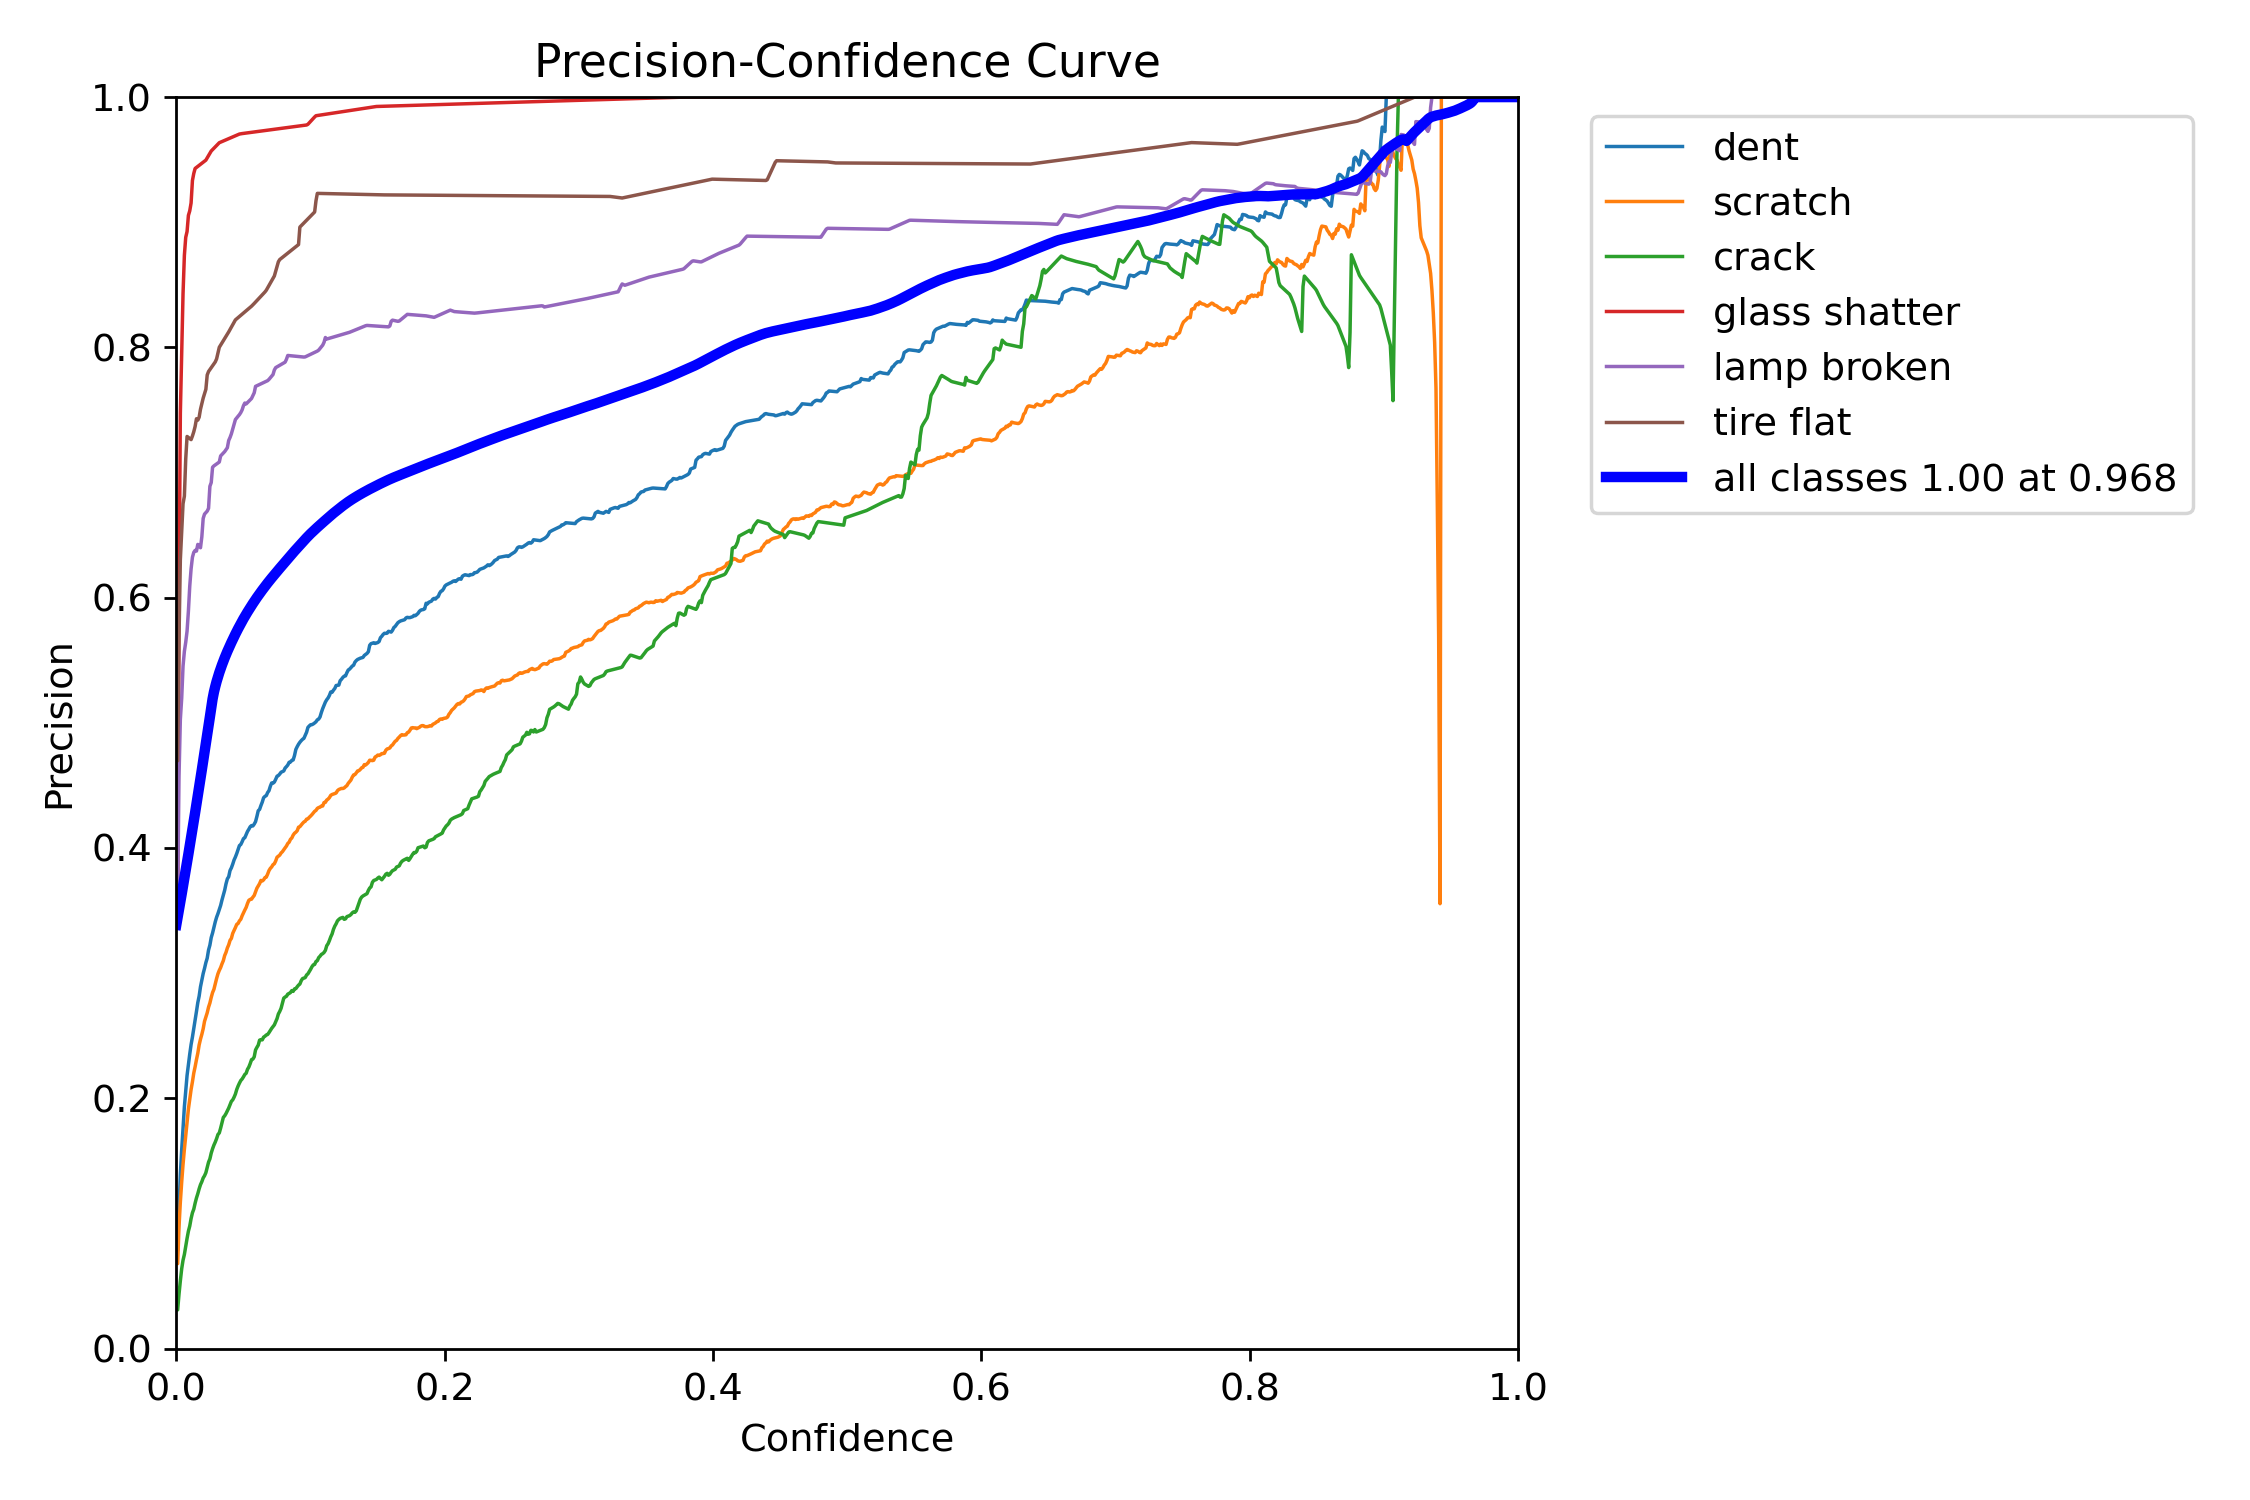 Precision-Confidence Curve
1.0
0.8
0.6
0.4
0.2
0.0
Precision
0.0 0.2 0.4 0.6 0.8 1.0
Confidence
dent
scratch
crack
glass shatter
lamp broken
tire flat
all classes 1.00 at 0.968